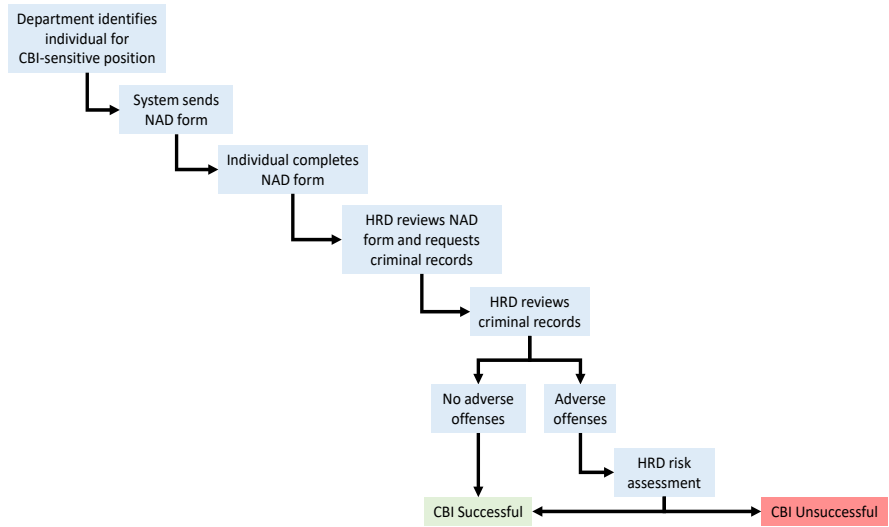 Department identifies
individual for
CBI-sensitive position
System sends
NAD form
Individual completes
NAD form
HRD reviews NAD
form and requests
criminal records
HRD reviews
criminal records
No adverse
offenses
Adverse
offenses
HRD risk
assessment
CBI Successful
CBI Unsuccessful